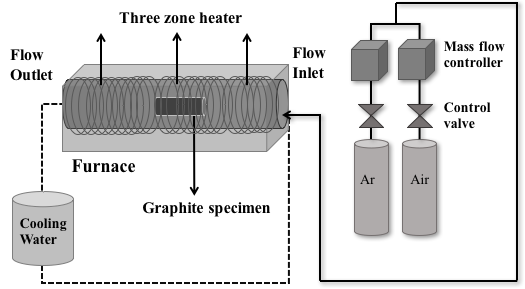 Three zone heater
Flow
Outlet
Flow
Inlet
Mass flow
controller
Control
valve
Furnace
Ar
Air
Graphite specimen
Cooling
Water